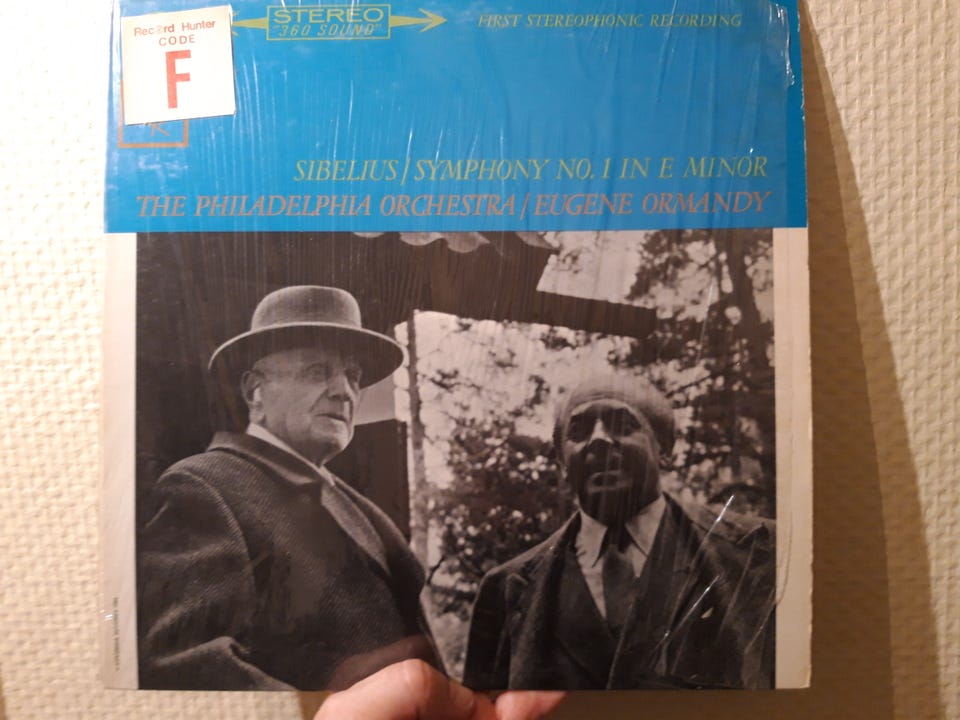 Record Hunter
CODE
F
STEREO
"360 SOUND"
FIRST STEREOPHONIC RECORDING
SIBELIUS/SYMPHONY NO. 1 IN E MINOR
THE PHILADELPHIA ORCHESTRA/EUGENE ORMANDY